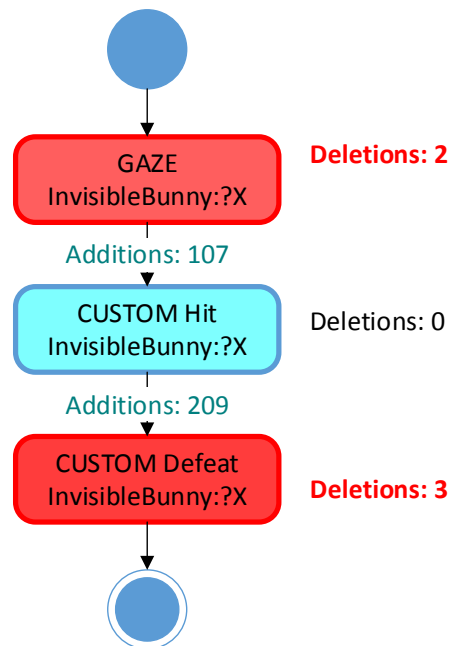 GAZE
InvisibleBunny:?X
Deletions: 2
Additions: 107
CUSTOM Hit
InvisibleBunny:?X
Deletions: 0
Additions: 209
CUSTOM Defeat
InvisibleBunny:?X
Deletions: 3